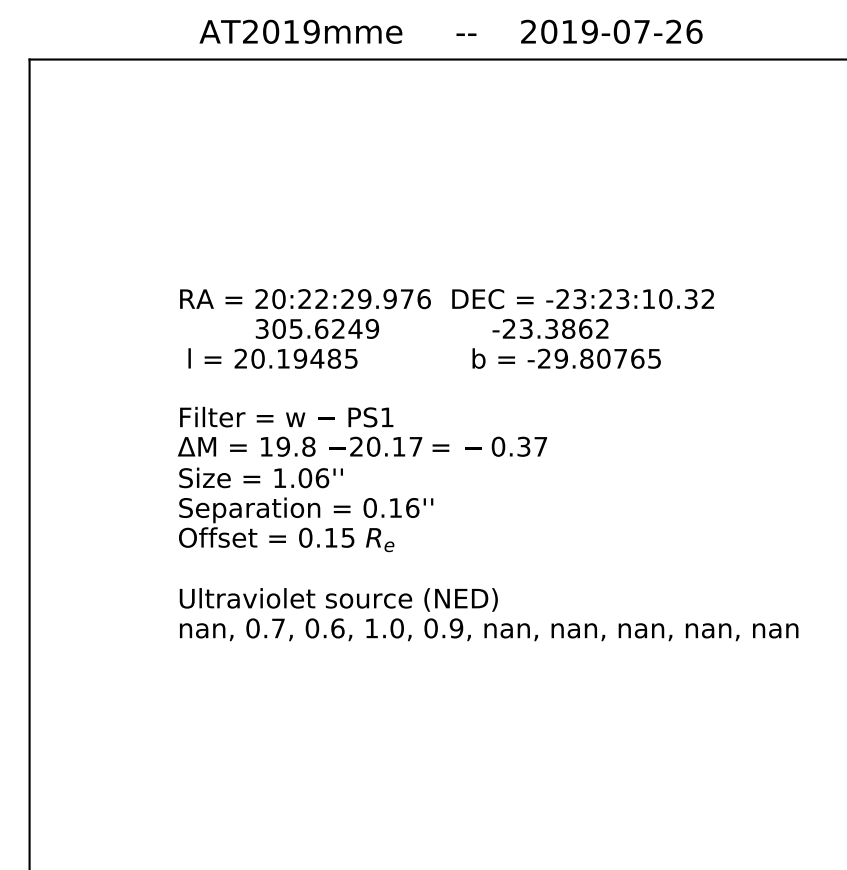 AT2019mme -- 2019-07-26
RA = 20:22:29.976 DEC = -23:23:10.32
305.6249 -23.3862
l = 20.19485 b = -29.80765
Filter = w − PS1
ΔM = 19.8 −20.17 = − 0.37
Size = 1.06''
Separation = 0.16''
Offset = 0.15 Rₑ
Ultraviolet source (NED)
nan, 0.7, 0.6, 1.0, 0.9, nan, nan, nan, nan, nan